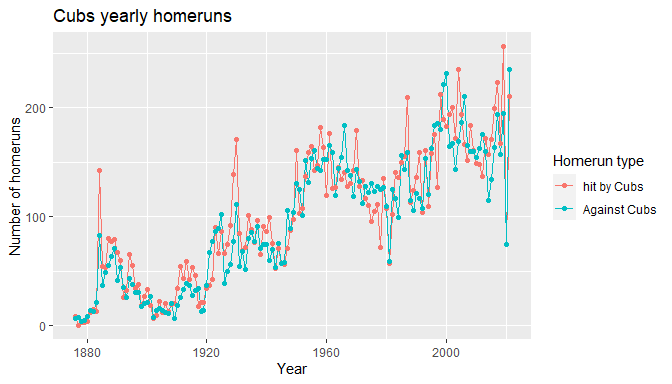 Cubs yearly homeruns
Number of homeruns
200
100
0
1880
1920
1960
2000
Year
Homerun type
hit by Cubs
Against Cubs